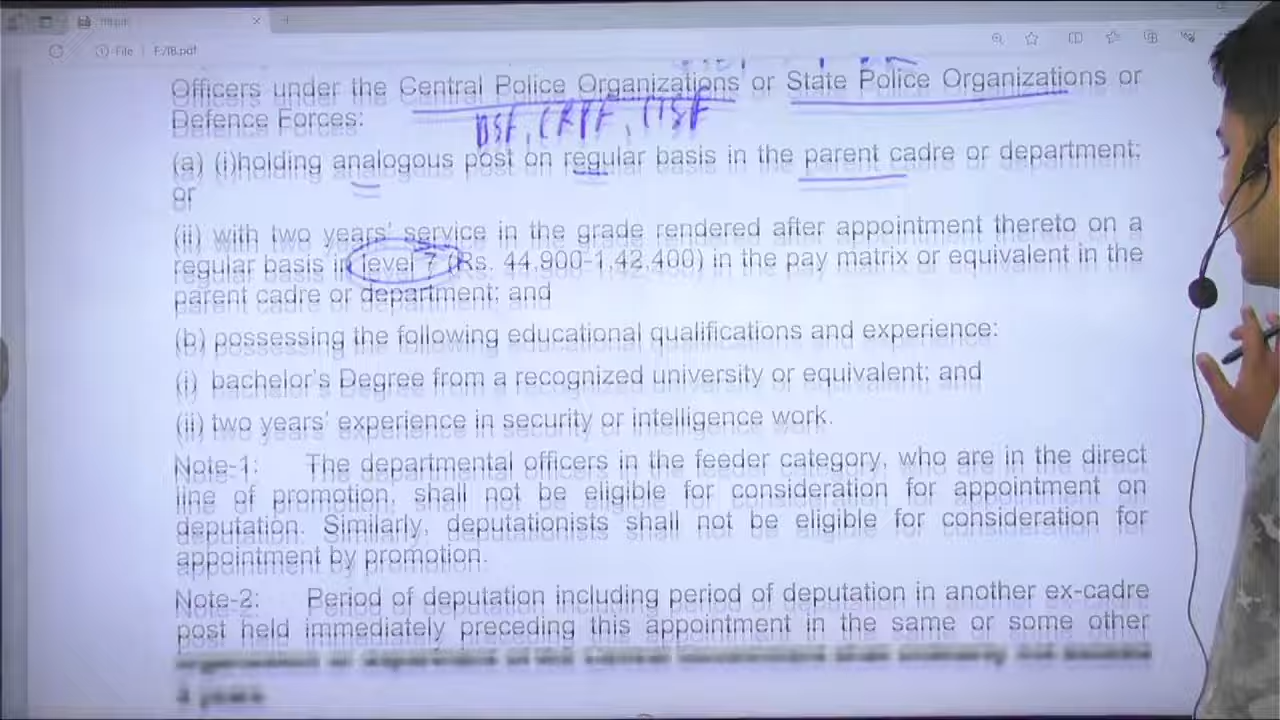 File F:/IB.pdf
Officers under the Central Police Organizations or State Police Organizations or
Defence Forces:
BSF, CRPF, CISF
(a) (i)holding analogous post on regular basis in the parent cadre or department;
or
(ii) with two years' service in the grade rendered after appointment thereto on a
regular basis in level 7 (Rs. 44,900-1,42,400) in the pay matrix or equivalent in the
parent cadre or department; and
(b) possessing the following educational qualifications and experience:
(i) bachelor's Degree from a recognized university or equivalent; and
(ii) two years' experience in security or intelligence work.
Note-1: The departmental officers in the feeder category, who are in the direct
line of promotion, shall not be eligible for consideration for appointment on
deputation. Similarly, deputationists shall not be eligible for consideration for
appointment by promotion.
Note-2: Period of deputation including period of deputation in another ex-cadre
post held immediately preceding this appointment in the same or some other